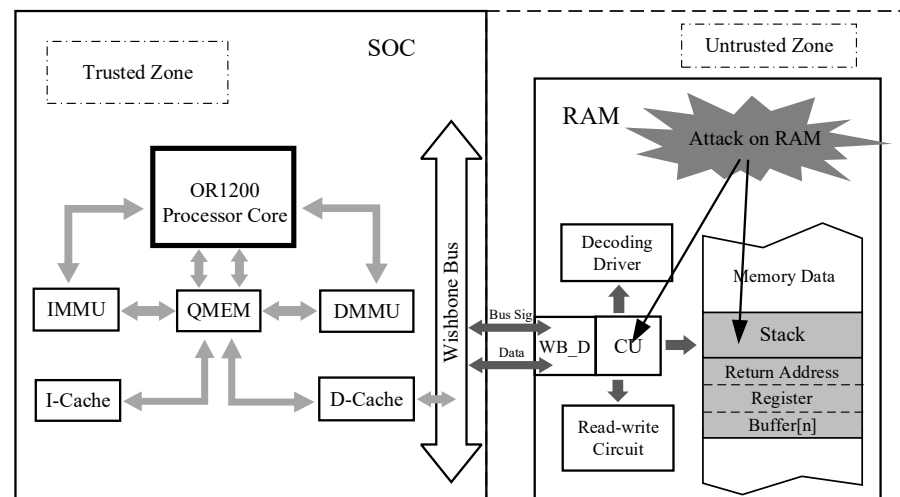 SOC
Trusted Zone
Untrusted Zone
RAM
Attack on RAM
OR1200
Processor Core
IMMU
QMEM
DMMU
I-Cache
D-Cache
Wishbone Bus
Bus Sig
Data
WB_D
CU
Decoding
Driver
Read-write
Circuit
Memory Data
Stack
Return Address
Register
Buffer[n]